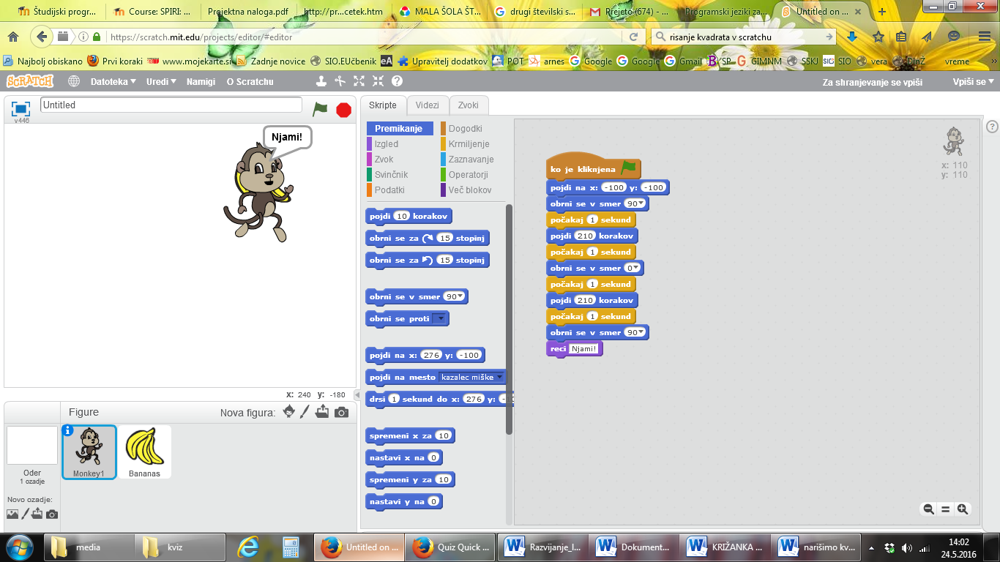 Študijski progr...
Course: SPIRI: ...
Projektna naloga.pdf
http://pr...cetek.htm
MALA ŠOLA ŠT...
drugi številski s...
Prejeto (674) - ...
Programski jeziki za...
Untitled on ...
https://scratch.mit.edu/projects/editor/#editor
risanje kvadrata v scratchu
Najbolj obiskano
Prvi koraki
www.mojekarte.si
Zadnje novice
SIO.EUčbenik
eA
Upravitelj dodatkov
POT
arnes
Google
Google
Gmail
SP
GIMNM
SSKJ
SIO
vera
DinŽ
vreme
SCRATCH
Datoteka
Uredi
Namigi
O Scratchu
Za shranjevanje se vpiši
Vpiši se
Untitled
v446
Njami!
x: 240 y: -180
Skripte
Videzi
Zvoki
Premikanje
Dogodki
Izgled
Krmiljenje
Zvok
Zaznavanje
Svinčnik
Operatorji
Podatki
Več blokov
pojdi 10 korakov
obrni se za 15 stopinj
obrni se za 15 stopinj
obrni se v smer 90
obrni se proti
pojdi na x: 276 y: -100
pojdi na mesto kazalec miške
drsi 1 sekund do x: 276 y: -10
spremeni x za 10
nastavi x na 0
spremeni y za 10
nastavi y na 0
ko je kliknjena
pojdi na x: -100 y: -100
obrni se v smer 90
počakaj 1 sekund
pojdi 210 korakov
počakaj 1 sekund
obrni se v smer 0
počakaj 1 sekund
pojdi 210 korakov
počakaj 1 sekund
obrni se v smer 90
reci Njami!
x: 110
y: 110
Figure
Nova figura:
Oder
1 ozadje
Novo ozadje:
Monkey1
Bananas
media
kviz
Untitled on ...
Quiz Quick ...
Razvijanje_l...
Dokument...
KRIŽANKA ...
narišimo kv...
14:02
24.5.2016